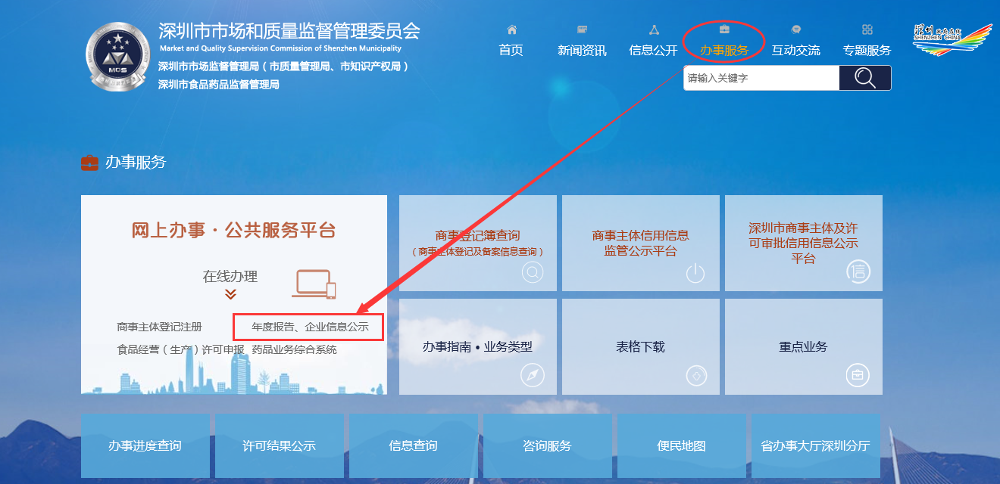 深圳市市场和质量监督管理委员会
Market and Quality Supervision Commission of Shenzhen Municipality
深圳市市场监督管理局（市质量管理局、市知识产权局）
深圳市食品药品监督管理局
MQS
首页
新闻资讯
信息公开
办事服务
互动交流
专题服务
深圳政府在线
SHENZHEN CHINA
请输入关键字
办事服务
网上办事·公共服务平台
在线办理
商事主体登记注册
年度报告、企业信息公示
食品经营（生产）许可申报
药品业务综合系统
商事登记簿查询
（商事主体登记及备案信息查询）
商事主体信用信息
监管公示平台
深圳市商事主体及许
可审批信用信息公示
平台
信
办事指南·业务类型
表格下载
重点业务
办事进度查询
许可结果公示
信息查询
咨询服务
便民地图
省办事大厅深圳分厅